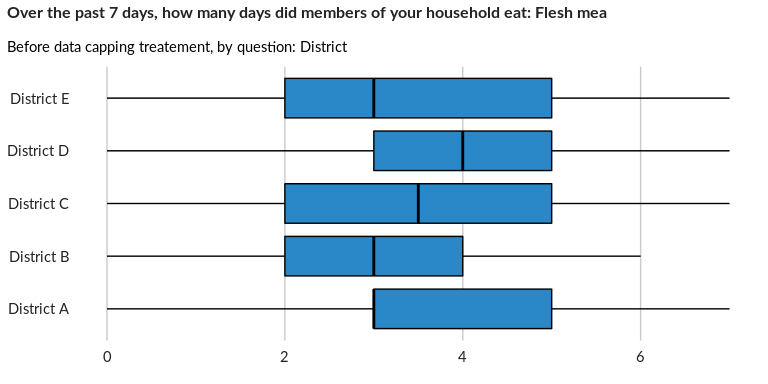 Over the past 7 days, how many days did members of your household eat: Flesh mea
Before data capping treatement, by question: District
District E
District D
District C
District B
District A
0 2 4 6